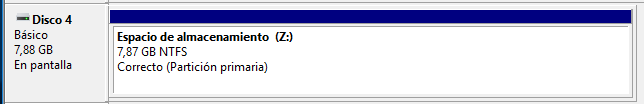 Disco 4
Básico
7,88 GB
En pantalla
Espacio de almacenamiento (Z:)
7,87 GB NTFS
Correcto (Partición primaria)